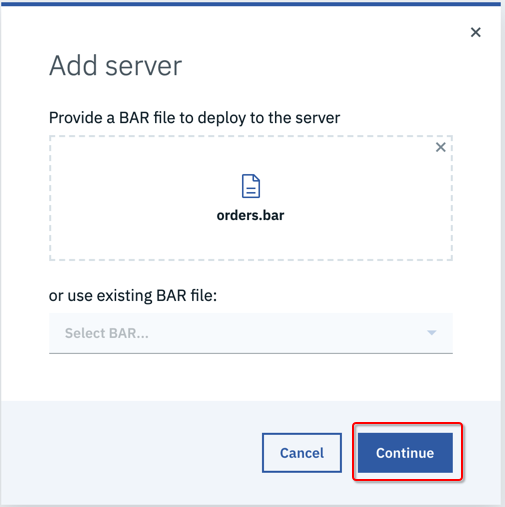 Add server
Provide a BAR file to deploy to the server
orders.bar
or use existing BAR file:
Select BAR...
Cancel
Continue